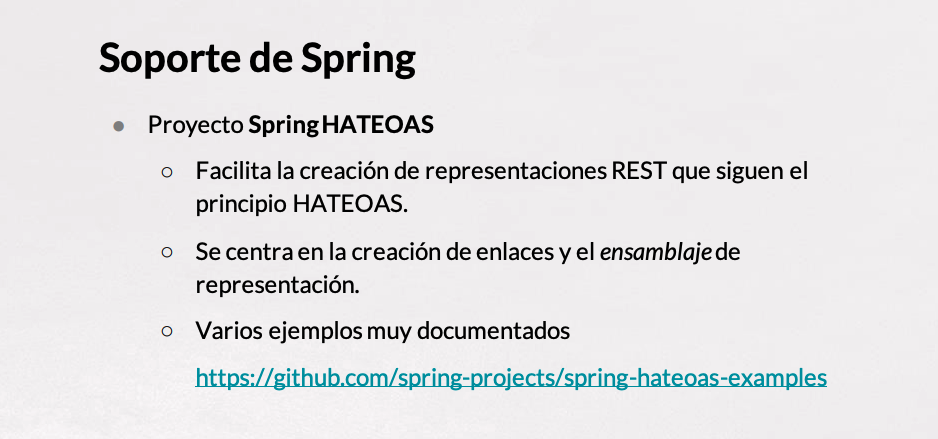 Soporte de Spring
● Proyecto Spring HATEOAS
○ Facilita la creación de representaciones REST que siguen el
principio HATEOAS.
○ Se centra en la creación de enlaces y el ensamblaje de
representación.
○ Varios ejemplos muy documentados
https://github.com/spring-projects/spring-hateoas-examples